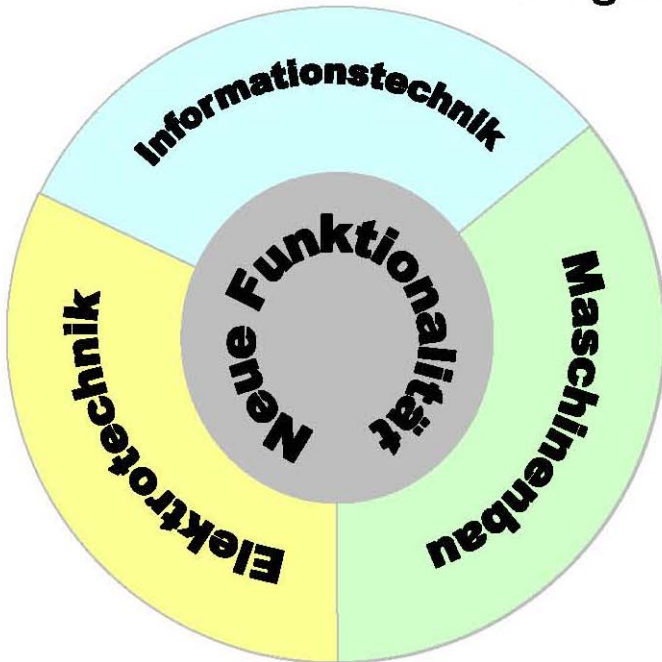 Informationstechnik
Neue Funktionalität
Elektrotechnik
Maschinenbau